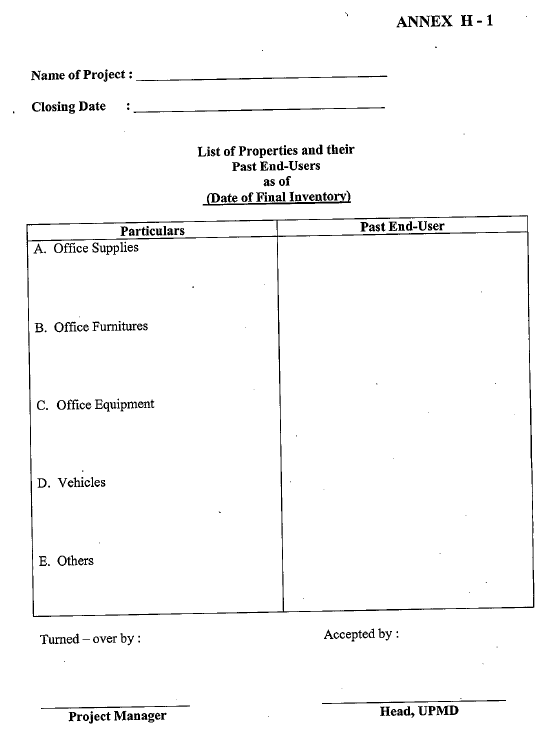 ANNEX H - 1
Name of Project :
Closing Date :
List of Properties and their
Past End-Users
as of
(Date of Final Inventory)
Particulars Past End-User
A. Office Supplies
B. Office Furnitures
C. Office Equipment
D. Vehicles
E. Others
Turned – over by : Accepted by :
Project Manager Head, UPMD